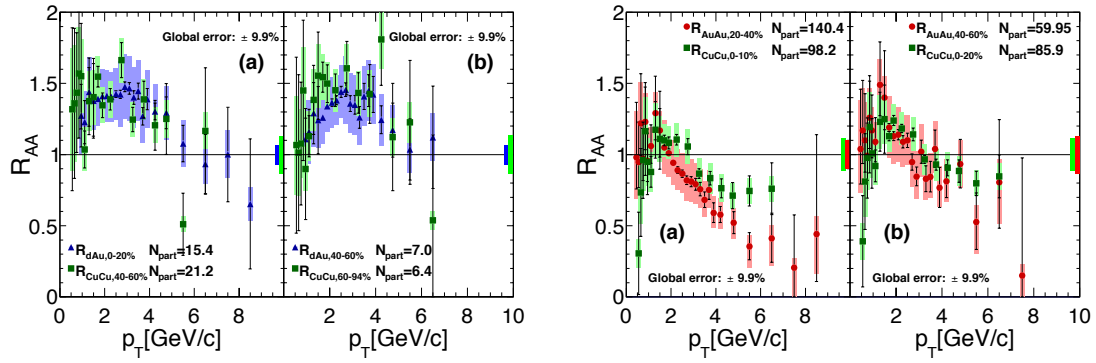 Global error: ± 9.9%
(a)
R_AA
2
1.5
1
0.5
0
R_dAu,0-20% N_part=15.4
R_CuCu,40-60% N_part=21.2
0 2 4 6 8
p_T[GeV/c]
Global error: ± 9.9%
(b)
R_dAu,40-60% N_part=7.0
R_CuCu,60-94% N_part=6.4
0 2 4 6 8 10
p_T[GeV/c]
R_AuAu,20-40% N_part=140.4
R_CuCu,0-10% N_part=98.2
R_AA
2
1.5
1
0.5
0
(a)
Global error: ± 9.9%
0 2 4 6 8
p_T[GeV/c]
R_AuAu,40-60% N_part=59.95
R_CuCu,0-20% N_part=85.9
(b)
Global error: ± 9.9%
0 2 4 6 8 10
p_T[GeV/c]